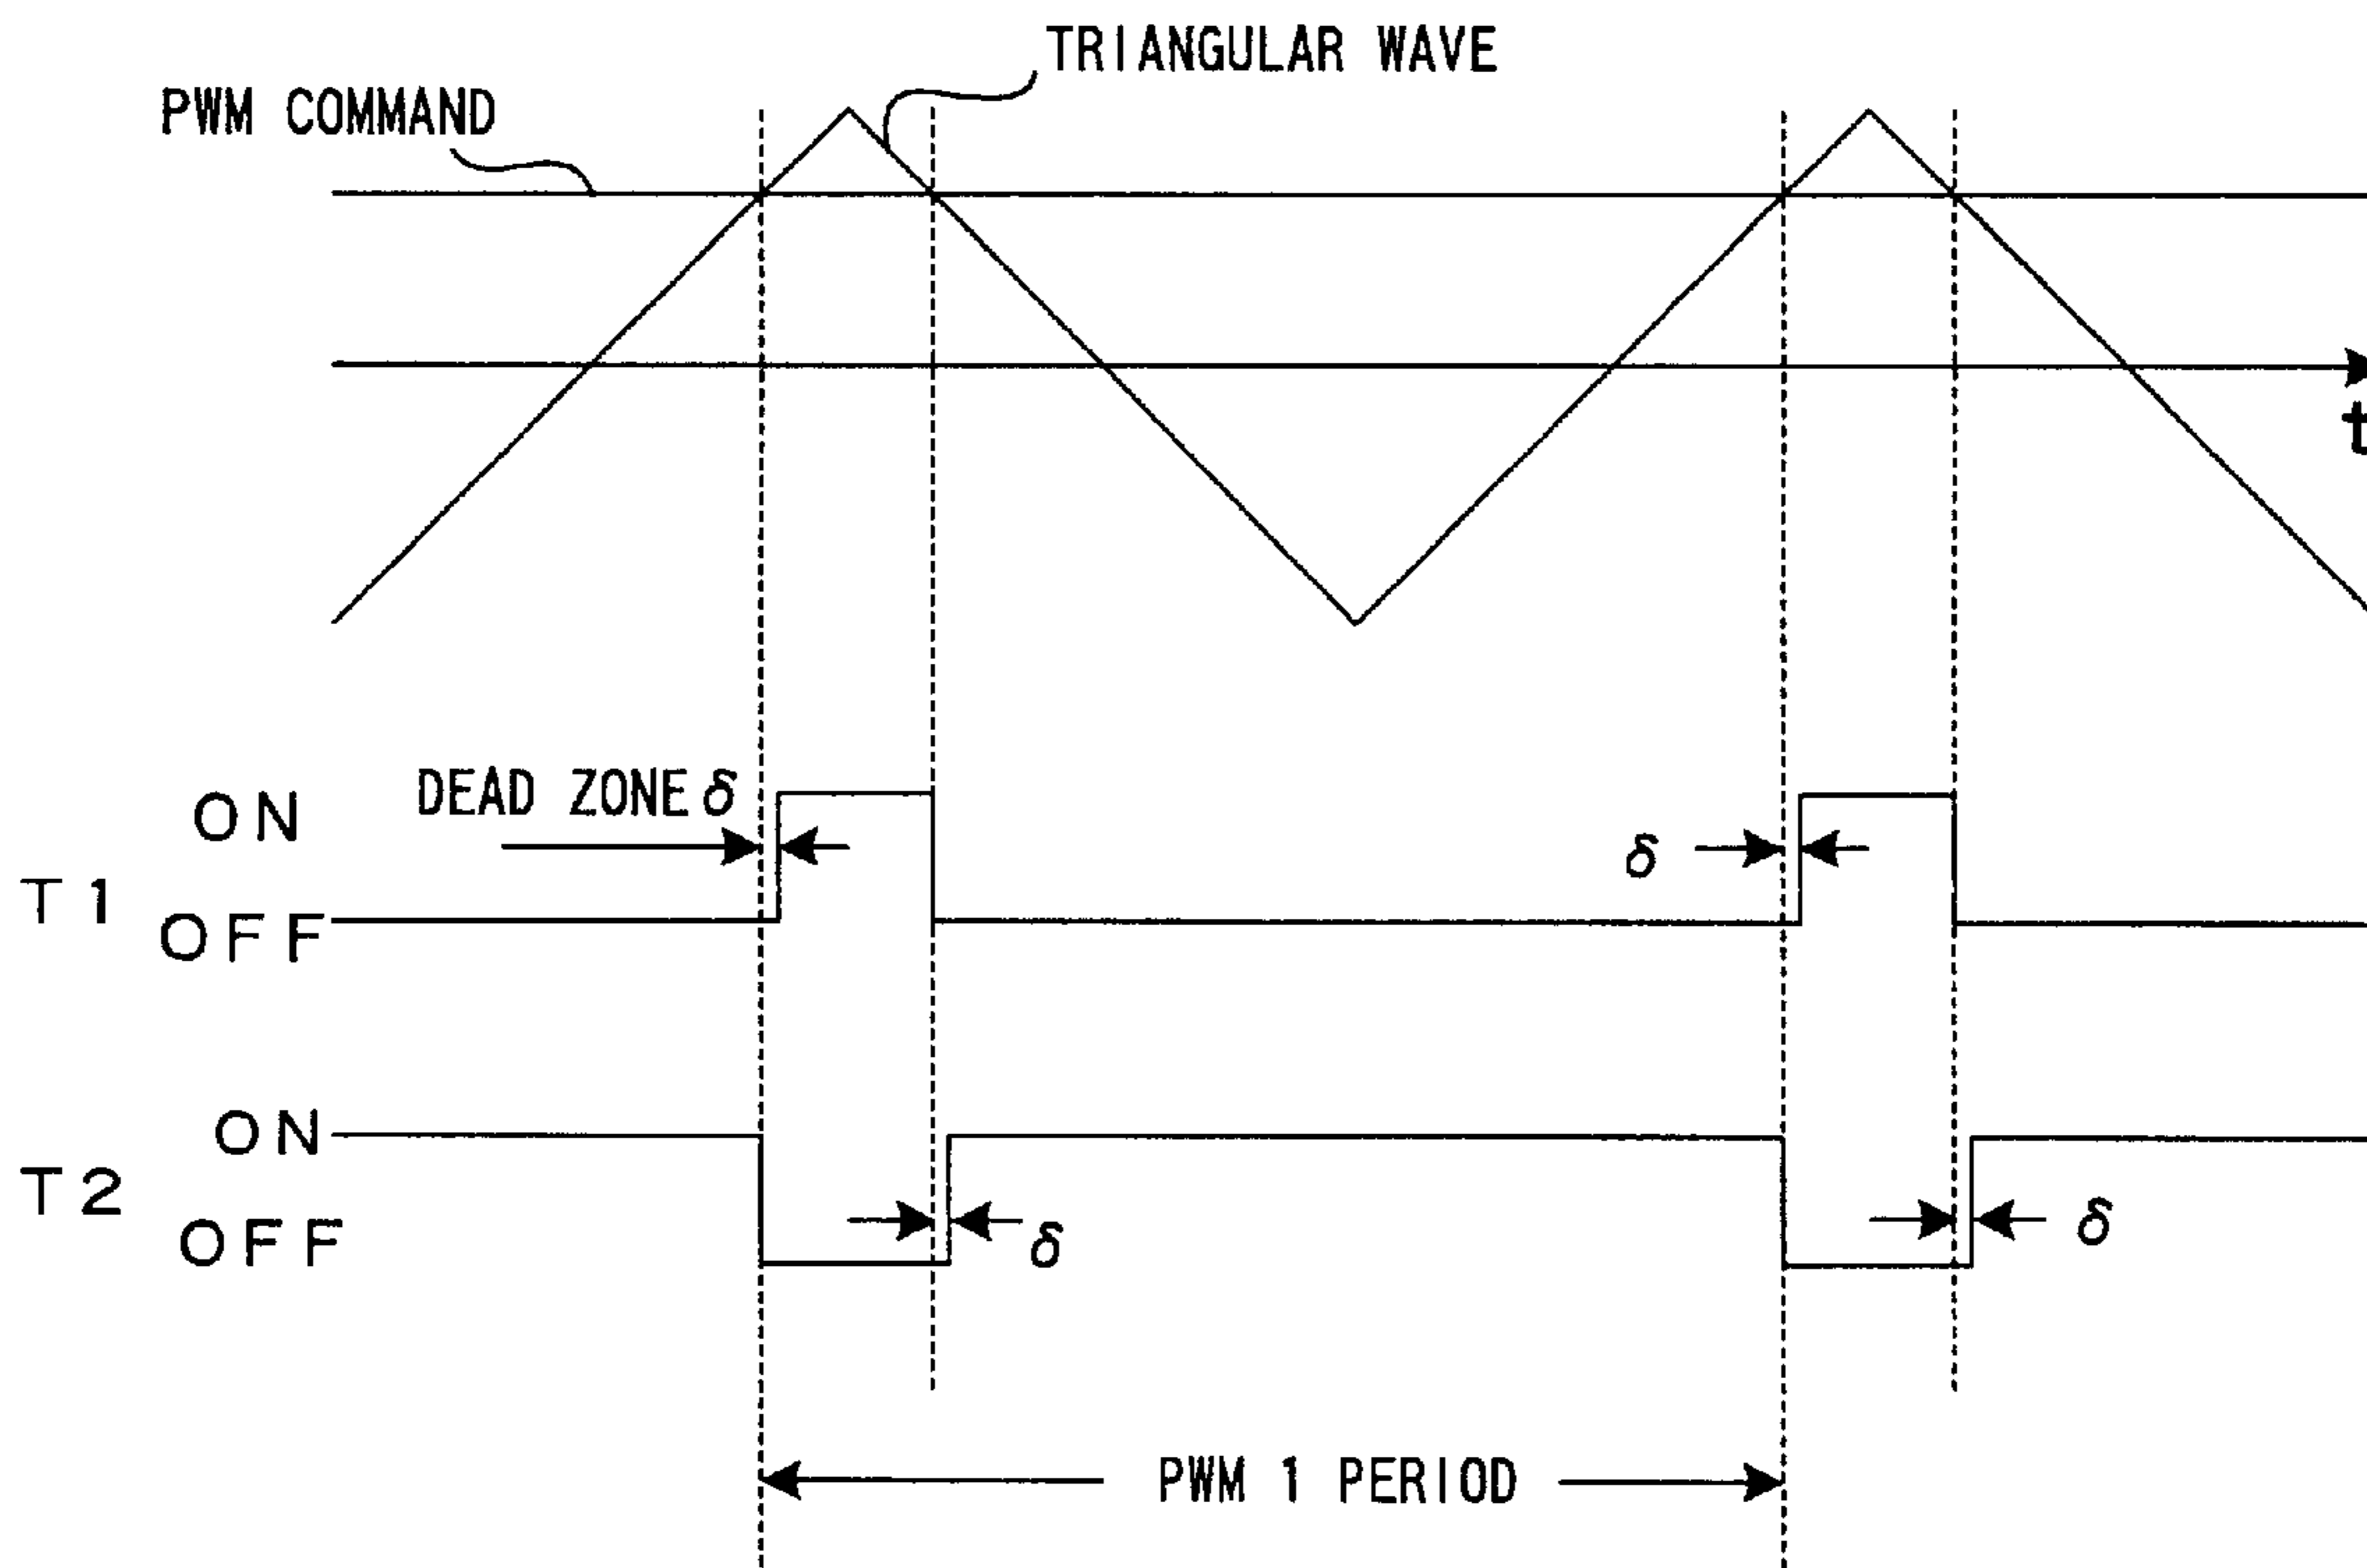 TRIANGULAR WAVE
PWM COMMAND
t
DEAD ZONE δ
ON
δ
T1
OFF
ON
T2
OFF
δ
δ
PWM 1 PERIOD